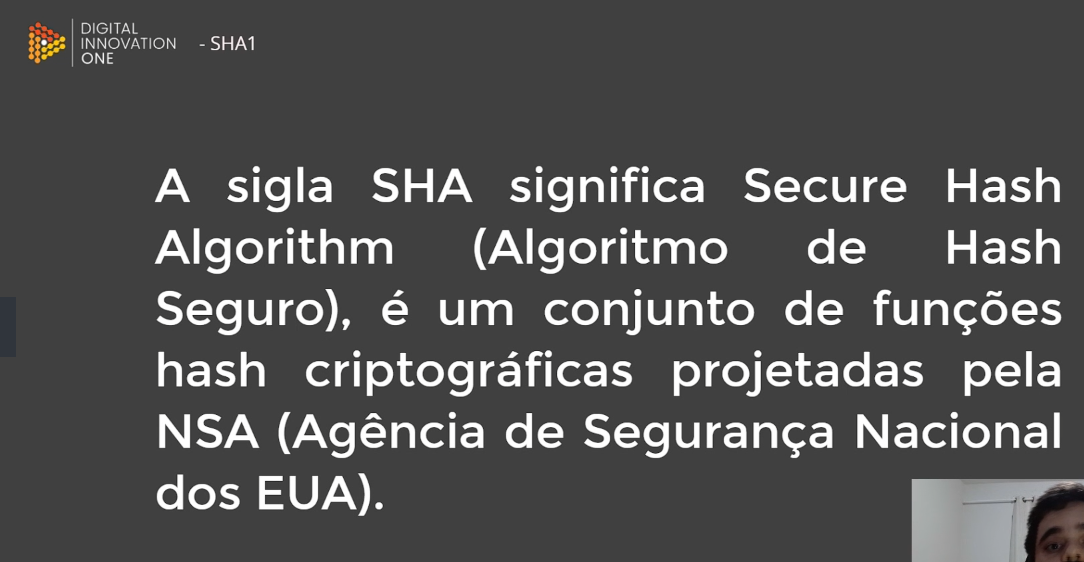 DIGITAL
INNOVATION
ONE
- SHA1
A sigla SHA significa Secure Hash
Algorithm (Algoritmo de Hash
Seguro), é um conjunto de funções
hash criptográficas projetadas pela
NSA (Agência de Segurança Nacional
dos EUA).